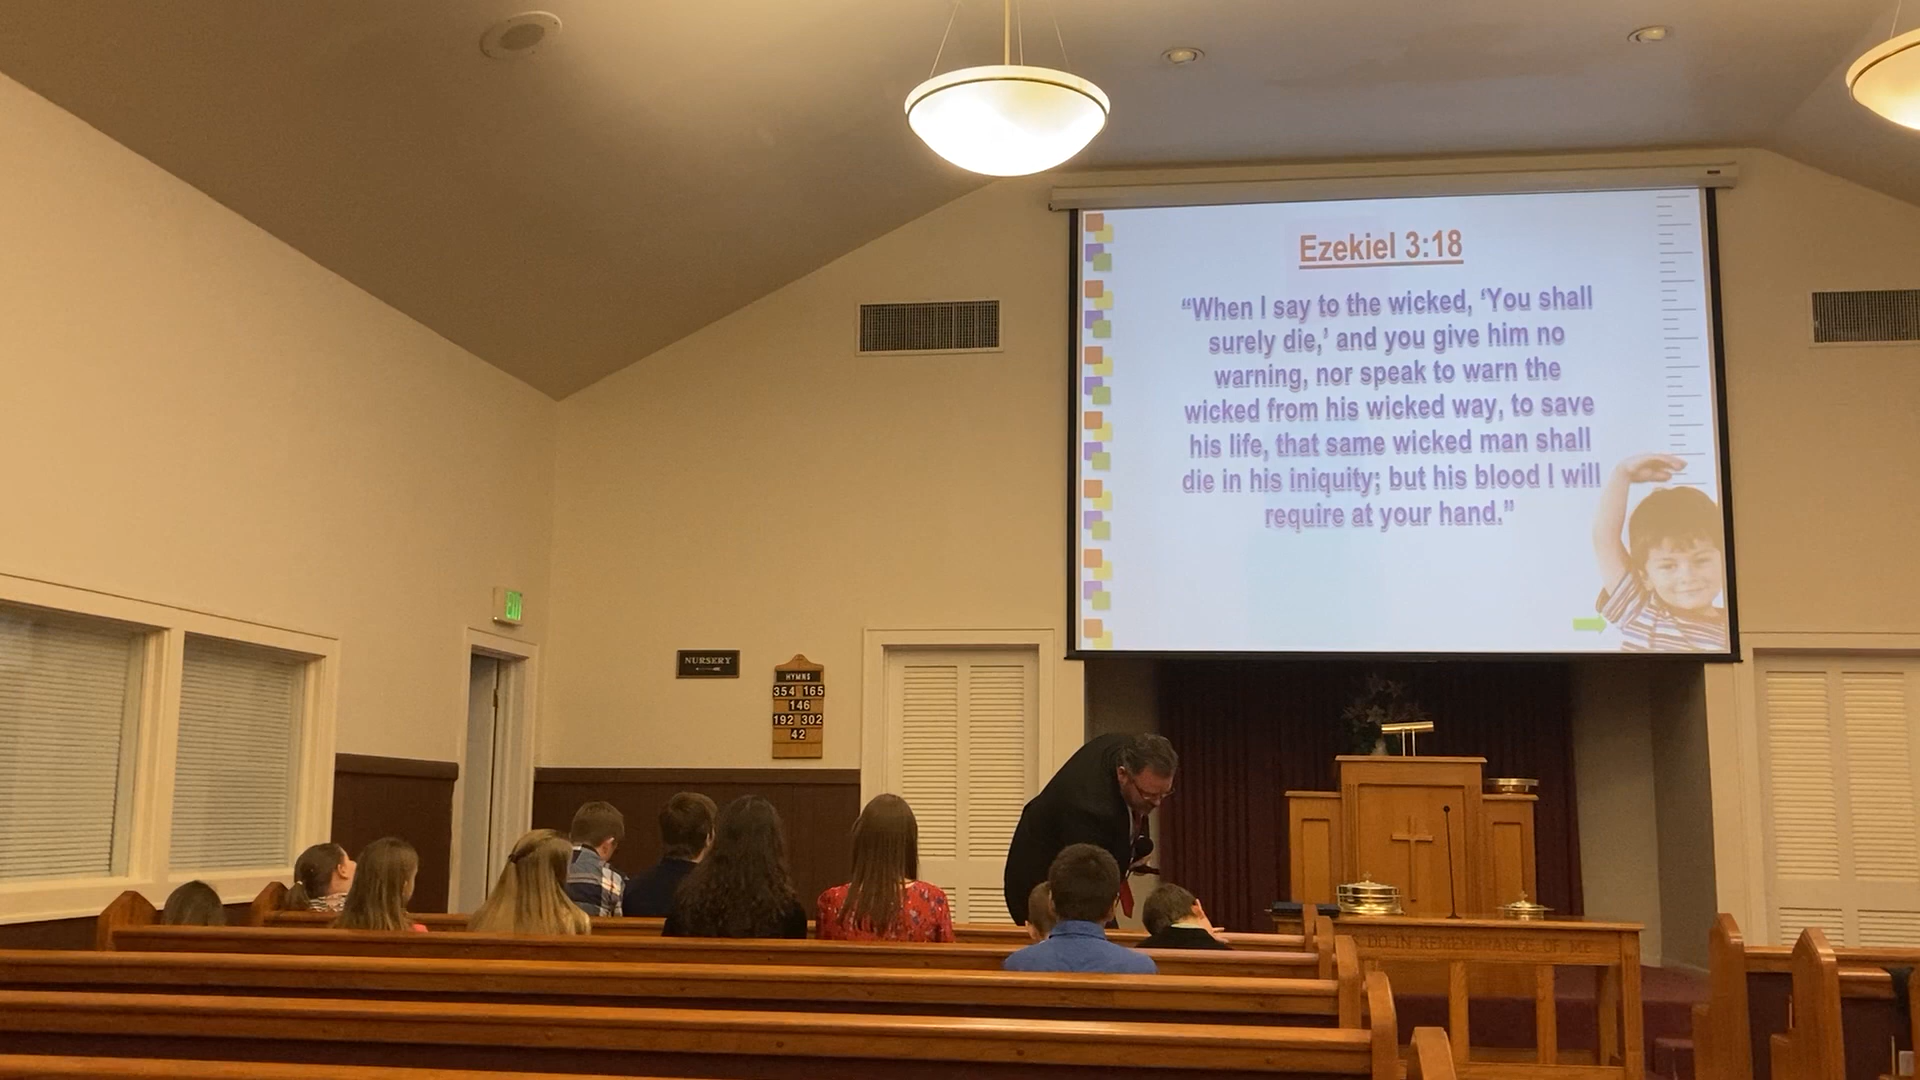 Ezekiel 3:18
“When I say to the wicked, ‘You shall
surely die,’ and you give him no
warning, nor speak to warn the
wicked from his wicked way, to save
his life, that same wicked man shall
die in his iniquity; but his blood I will
require at your hand.”
EXIT
NURSERY
HYMNS
354 165
146
192 302
42
DO IN REMEMBRANCE OF ME